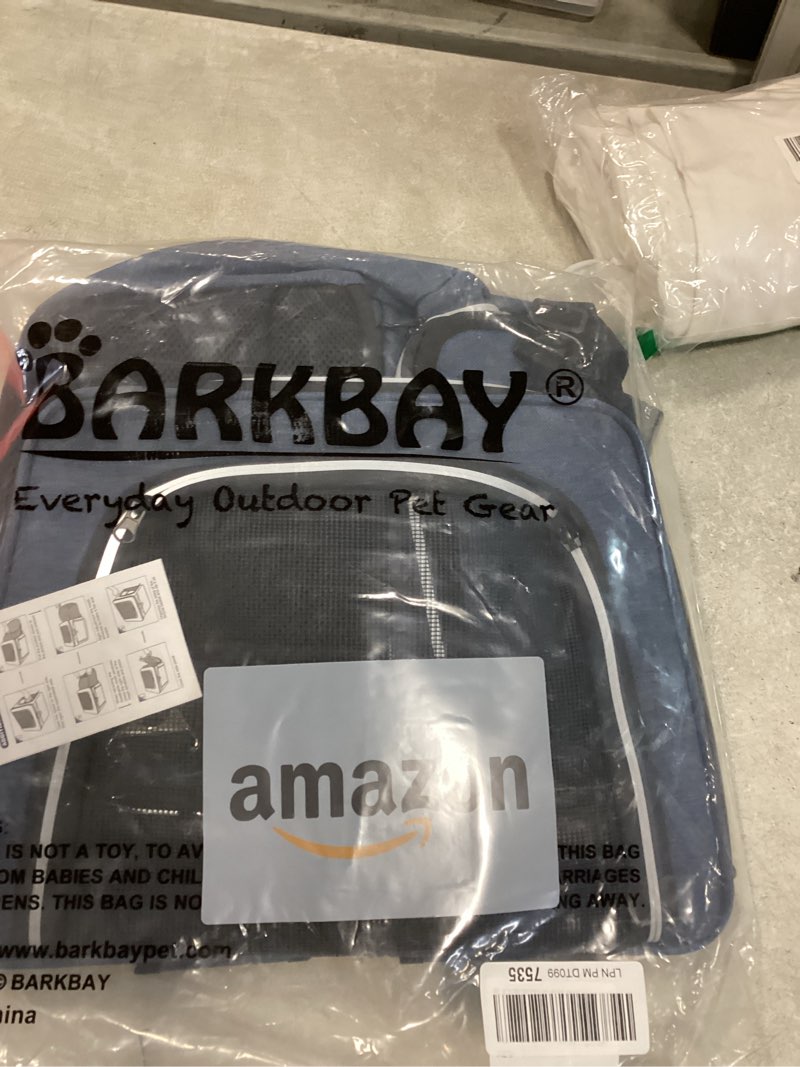 BARKBAY®
Everyday Outdoor Pet Gear
amazon
IS NOT A TOY, TO AV THIS BAG
OM BABIES AND CHIL ARRIAGES
ENS. THIS BAG IS NO NG AWAY.
www.barkbaypet.com
© BARKBAY
hina
LPN PM DT099 7535